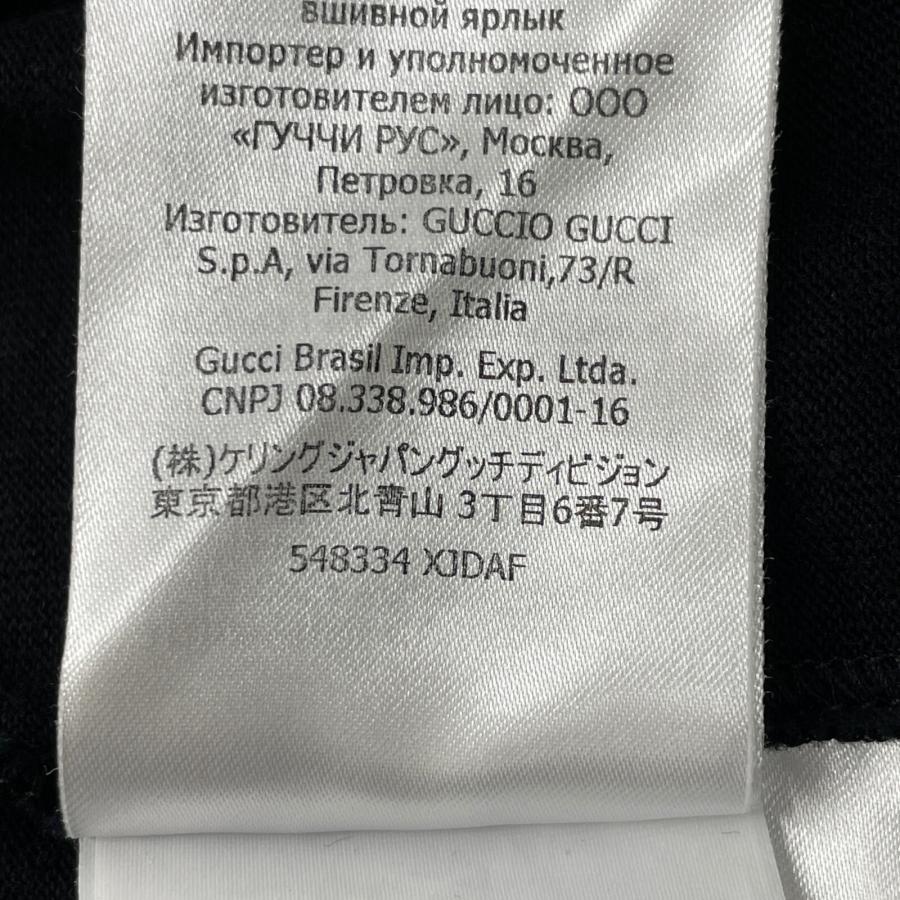 вшивной ярлык
Импортер и уполномоченное
изготовителем лицо: ООО
«ГУЧЧИ РУС», Москва,
Петровка, 16
Изготовитель: GUCCIO GUCCI
S.p.A, via Tornabuoni,73/R
Firenze, Italia
Gucci Brasil Imp. Exp. Ltda.
CNPJ 08.338.986/0001-16
(株)ケリングジャパングッチディビジョン
東京都港区北青山 3丁目6番7号
548334 XJDAF